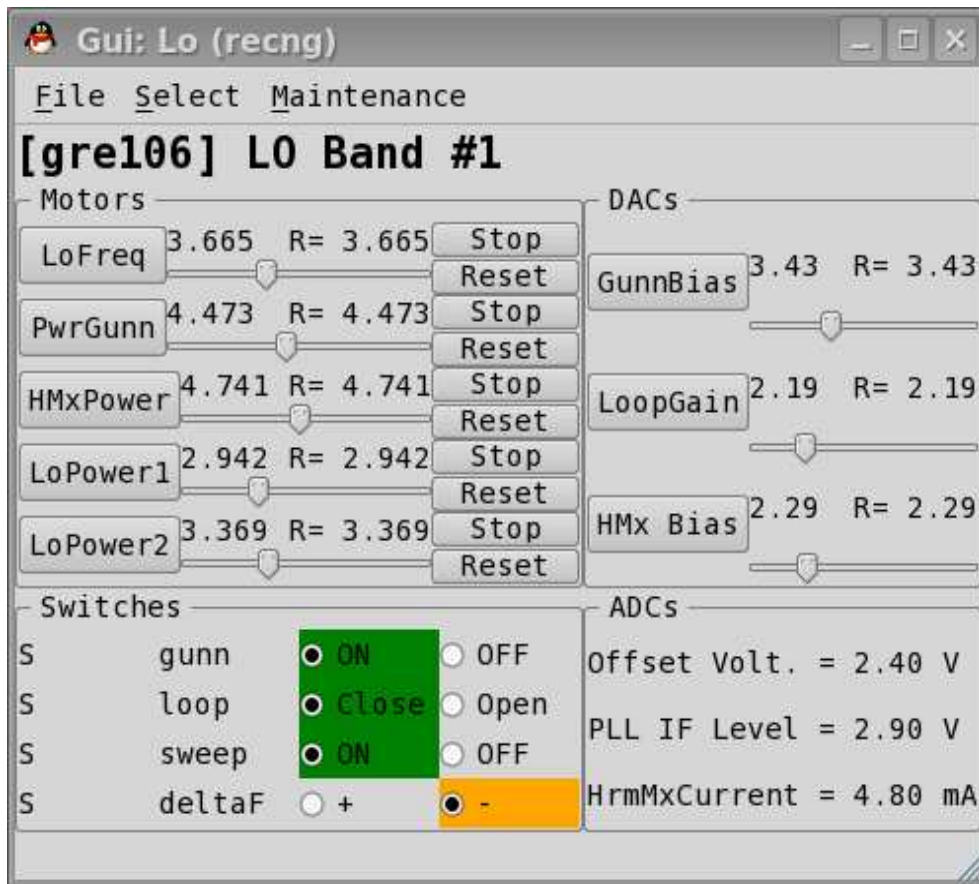 Gui: Lo (recng)
File Select Maintenance
[gre106] LO Band #1
Motors
LoFreq 3.665 R= 3.665 Stop
Reset
PwrGunn 4.473 R= 4.473 Stop
Reset
HMxPower 4.741 R= 4.741 Stop
Reset
LoPower1 2.942 R= 2.942 Stop
Reset
LoPower2 3.369 R= 3.369 Stop
Reset
DACs
GunnBias 3.43 R= 3.43
LoopGain 2.19 R= 2.19
HMx Bias 2.29 R= 2.29
Switches
S gunn ON OFF
S loop Close Open
S sweep ON OFF
S deltaF + -
ADCs
Offset Volt. = 2.40 V
PLL IF Level = 2.90 V
HrmMxCurrent = 4.80 mA